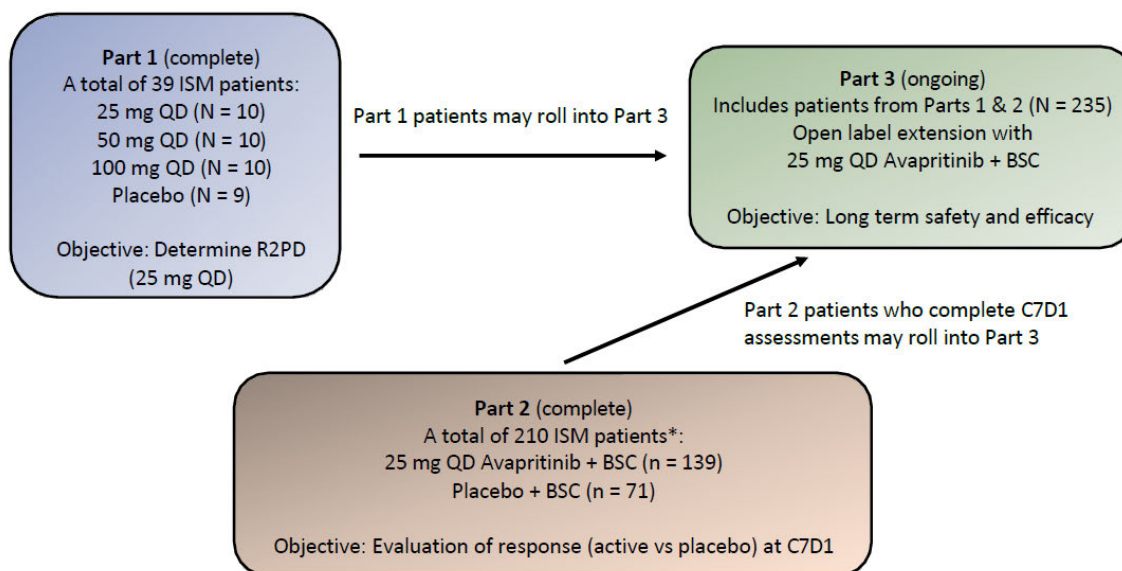 Part 1 (complete)
A total of 39 ISM patients:
25 mg QD (N = 10)
50 mg QD (N = 10)
100 mg QD (N = 10)
Placebo (N = 9)
Objective: Determine R2PD
(25 mg QD)
Part 1 patients may roll into Part 3
Part 3 (ongoing)
Includes patients from Parts 1 & 2 (N = 235)
Open label extension with
25 mg QD Avapritinib + BSC
Objective: Long term safety and efficacy
Part 2 patients who complete C7D1
assessments may roll into Part 3
Part 2 (complete)
A total of 210 ISM patients*:
25 mg QD Avapritinib + BSC (n = 139)
Placebo + BSC (n = 71)
Objective: Evaluation of response (active vs placebo) at C7D1